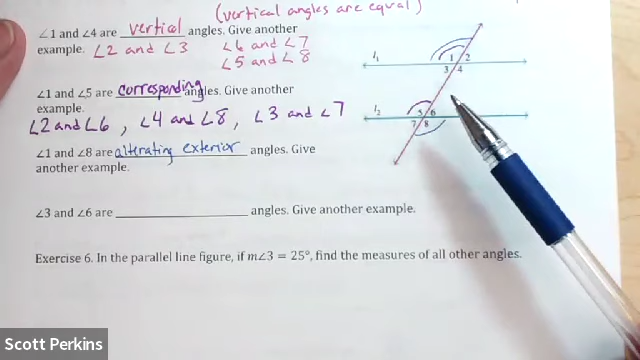 (vertical angles are equal)
∠1 and ∠4 are vertical angles. Give another
example. ∠2 and ∠3 ∠6 and ∠7
∠5 and ∠8
∠1 and ∠5 are corresponding angles. Give another
example.
∠2 and ∠6 , ∠4 and ∠8 , ∠3 and ∠7
∠1 and ∠8 are alterating exterior angles. Give
another example.
∠3 and ∠6 are ____________ angles. Give another example.
Exercise 6. In the parallel line figure, if m∠3 = 25°, find the measures of all other angles.
l₁
1 2
3 4
l₂
5 6
7 8
Scott Perkins